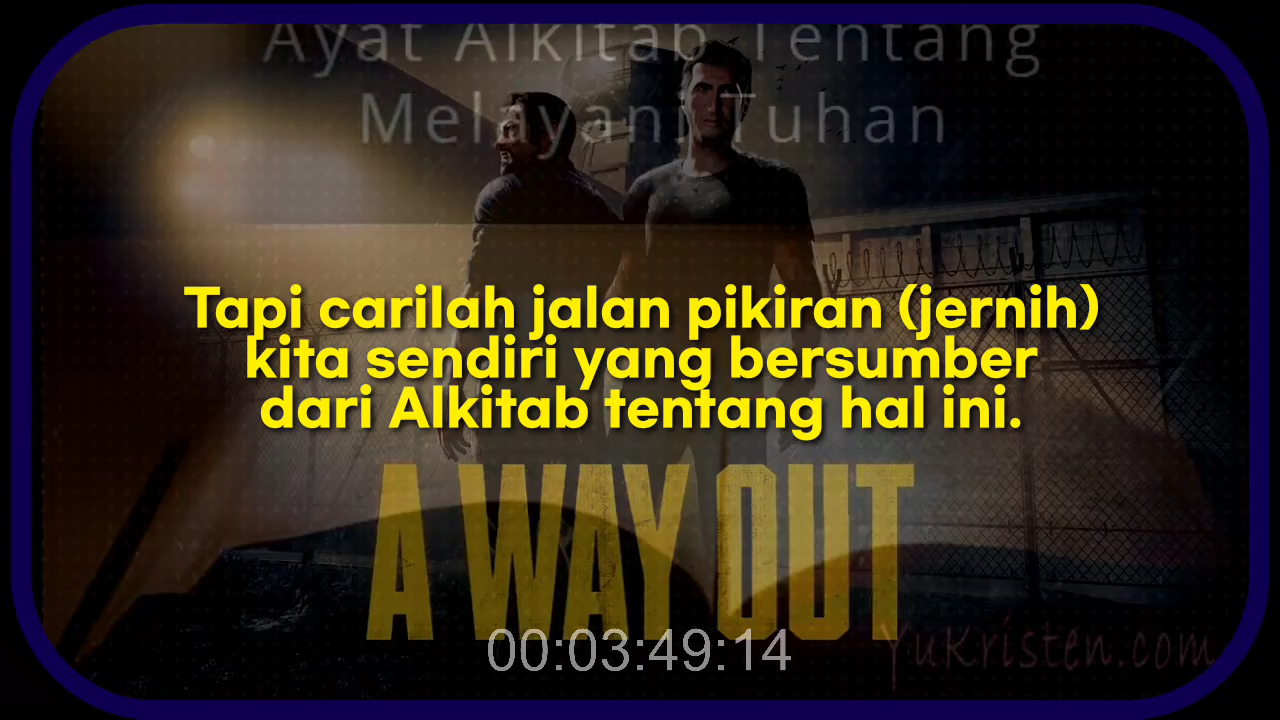 Ayat Alkitab Tentang
Melayani Tuhan
Tapi carilah jalan pikiran (jernih)
kita sendiri yang bersumber
dari Alkitab tentang hal ini.
A WAY OUT
00:03:49:14
YuKristen.com